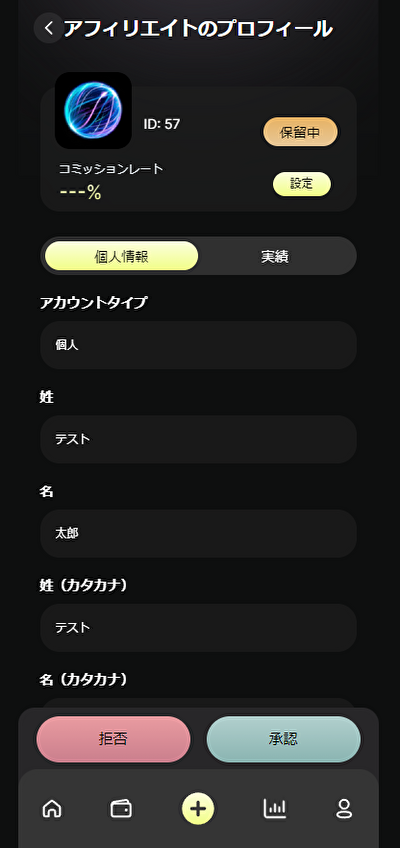 アフィリエイトのプロフィール
ID: 57
保留中
コミッションレート
---%
設定
個人情報
実績
アカウントタイプ
個人
姓
テスト
名
太郎
姓（カタカナ）
テスト
名（カタカナ）
拒否
承認